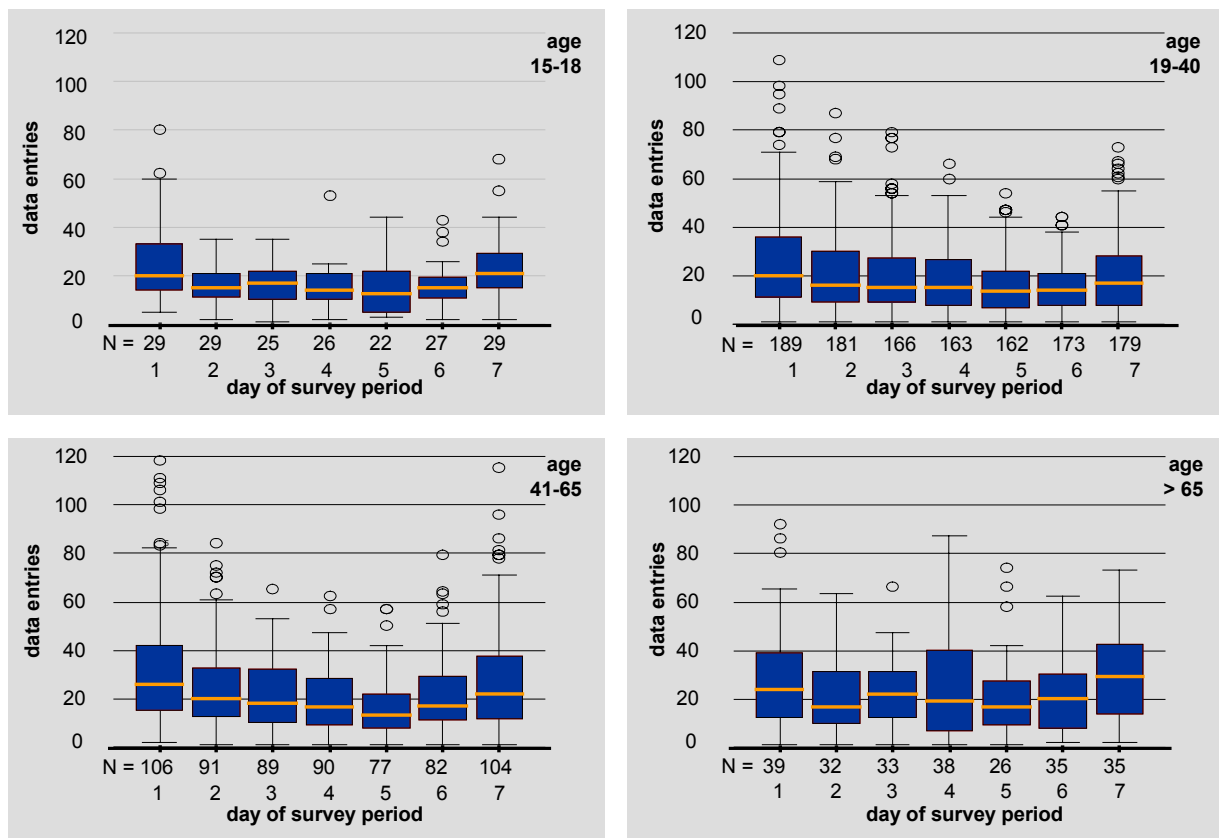 120
age
15-18
100
80
60
40
20
0
data entries
N = 29 29 25 26 22 27 29
1 2 3 4 5 6 7
day of survey period
120
age
19-40
100
80
60
40
20
0
data entries
N = 189 181 166 163 162 173 179
1 2 3 4 5 6 7
day of survey period
120
age
41-65
100
80
60
40
20
0
data entries
N = 106 91 89 90 77 82 104
1 2 3 4 5 6 7
day of survey period
120
age
> 65
100
80
60
40
20
0
data entries
N = 39 32 33 38 26 35 35
1 2 3 4 5 6 7
day of survey period